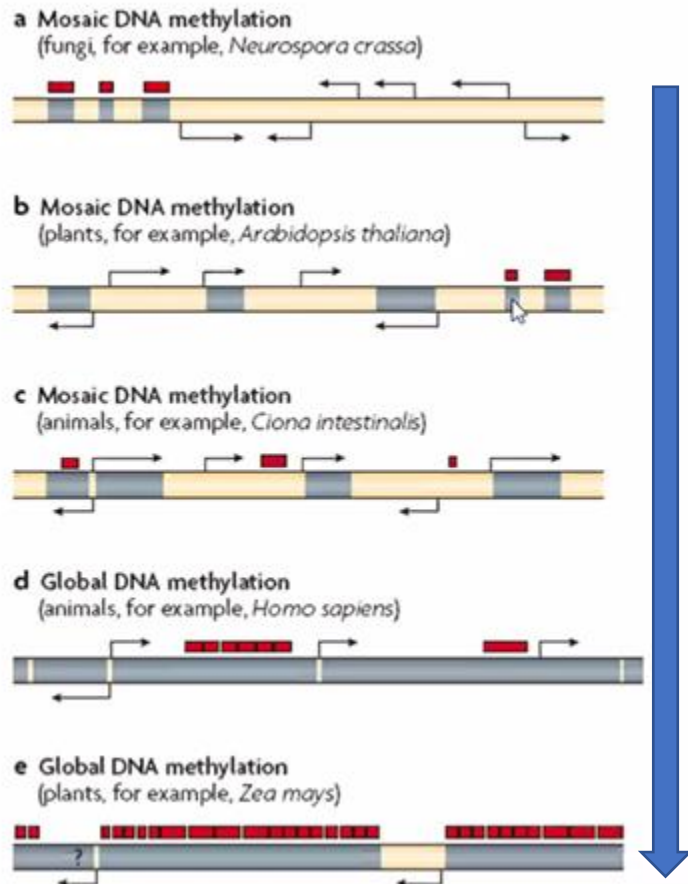 a Mosaic DNA methylation
(fungi, for example, Neurospora crassa)
b Mosaic DNA methylation
(plants, for example, Arabidopsis thaliana)
c Mosaic DNA methylation
(animals, for example, Ciona intestinalis)
d Global DNA methylation
(animals, for example, Homo sapiens)
e Global DNA methylation
(plants, for example, Zea mays)
?